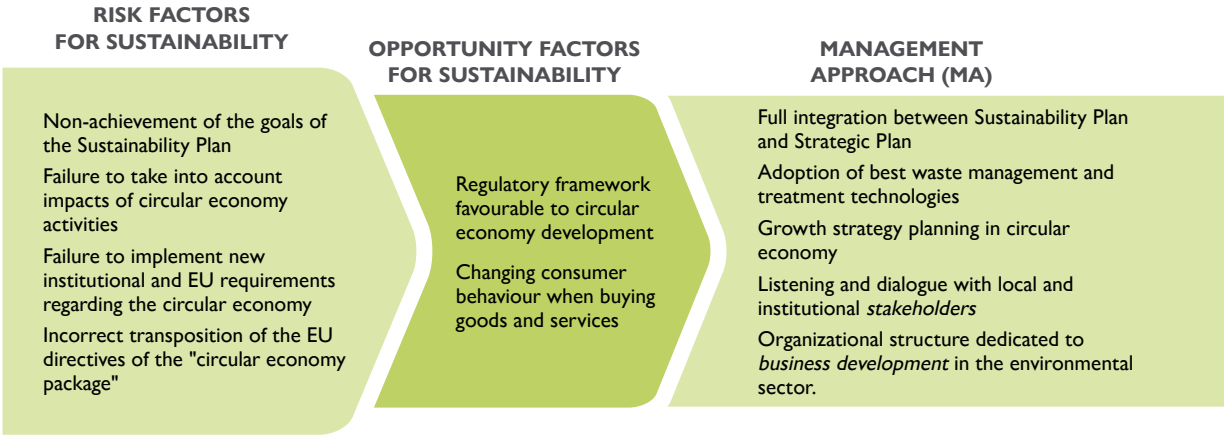 RISK FACTORS
FOR SUSTAINABILITY
Non-achievement of the goals of
the Sustainability Plan
Failure to take into account
impacts of circular economy
activities
Failure to implement new
institutional and EU requirements
regarding the circular economy
Incorrect transposition of the EU
directives of the "circular economy
package"
OPPORTUNITY FACTORS
FOR SUSTAINABILITY
Regulatory framework
favourable to circular
economy development
Changing consumer
behaviour when buying
goods and services
MANAGEMENT
APPROACH (MA)
Full integration between Sustainability Plan
and Strategic Plan
Adoption of best waste management and
treatment technologies
Growth strategy planning in circular
economy
Listening and dialogue with local and
institutional stakeholders
Organizational structure dedicated to
business development in the environmental
sector.